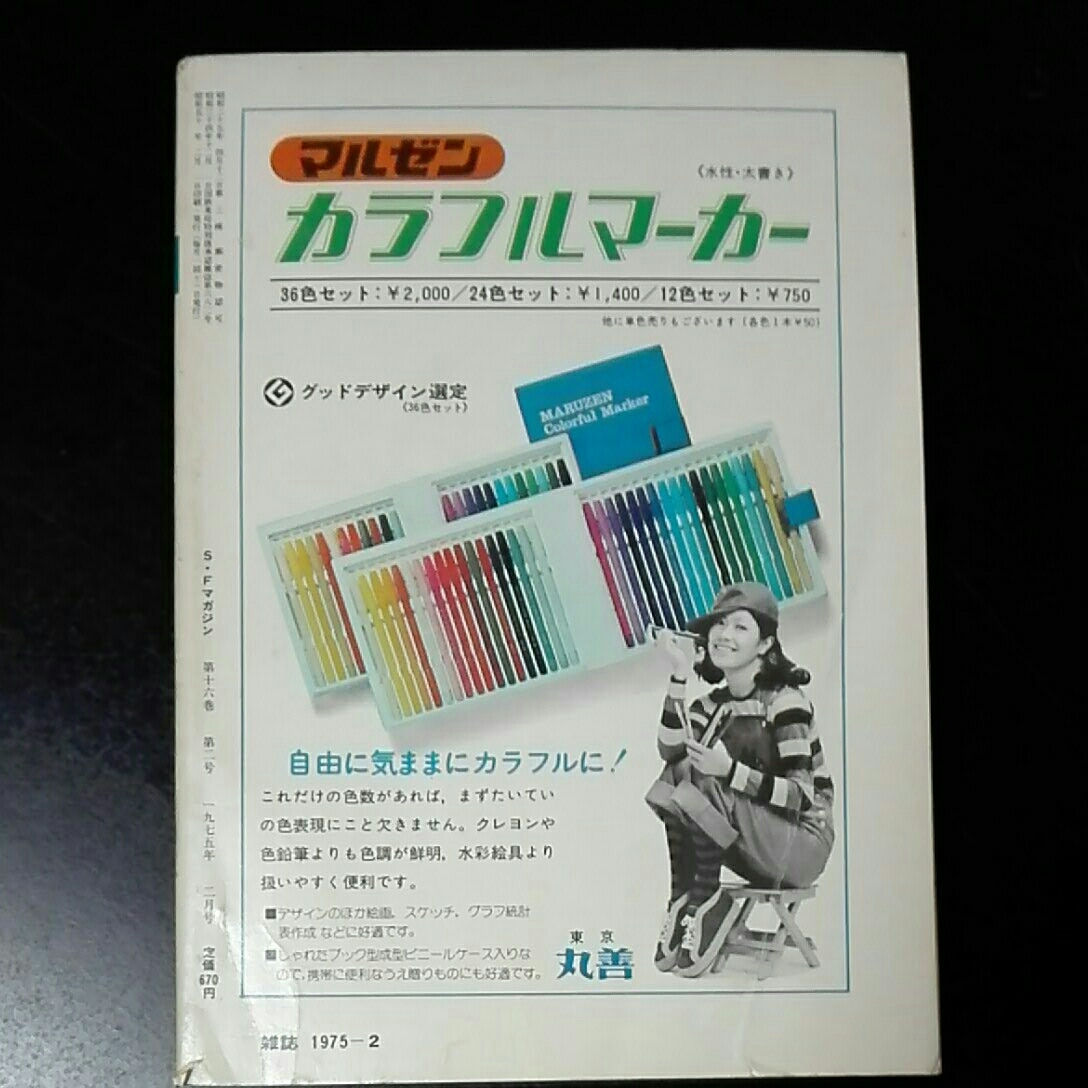 マルゼン
《水性・太書き》
カラフルマーカー
36色セット:￥2,000／24色セット:￥1,400／12色セット:￥750
他に単色売りもございます(各色1本￥50)
グッドデザイン選定
(36色セット)
MARUZEN
Colorful Marker
自由に気ままにカラフルに！
これだけの色数があれば，まずたいてい
の色表現にこと欠きません。クレヨンや
色鉛筆よりも色調が鮮明，水彩絵具より
扱いやすく便利です。
■デザインのほか絵画、スケッチ、グラフ統計
表作成などに好適です。
■しゃれたブック型成型ビニールケース入りな
ので，携帯に便利なうえ贈りものにも好適です。
東京
丸善
S・Fマガジン 第十六巻 第二号 一九七五年 二月号 定価670円
雑誌 1975－2